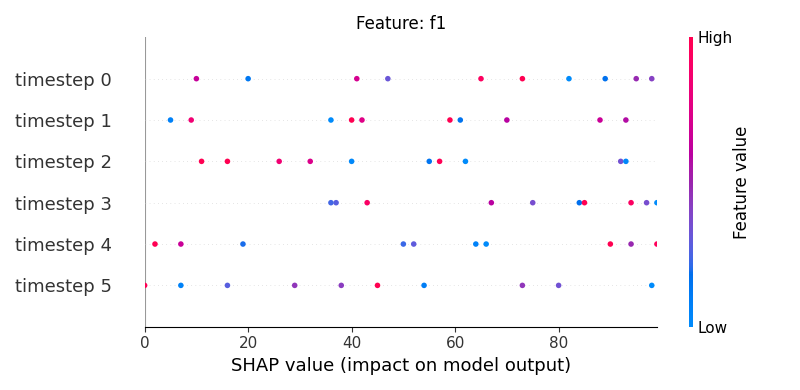 Feature: f1
High
timestep 0
timestep 1
timestep 2
timestep 3
timestep 4
timestep 5
Feature value
Low
0 20 40 60 80
SHAP value (impact on model output)